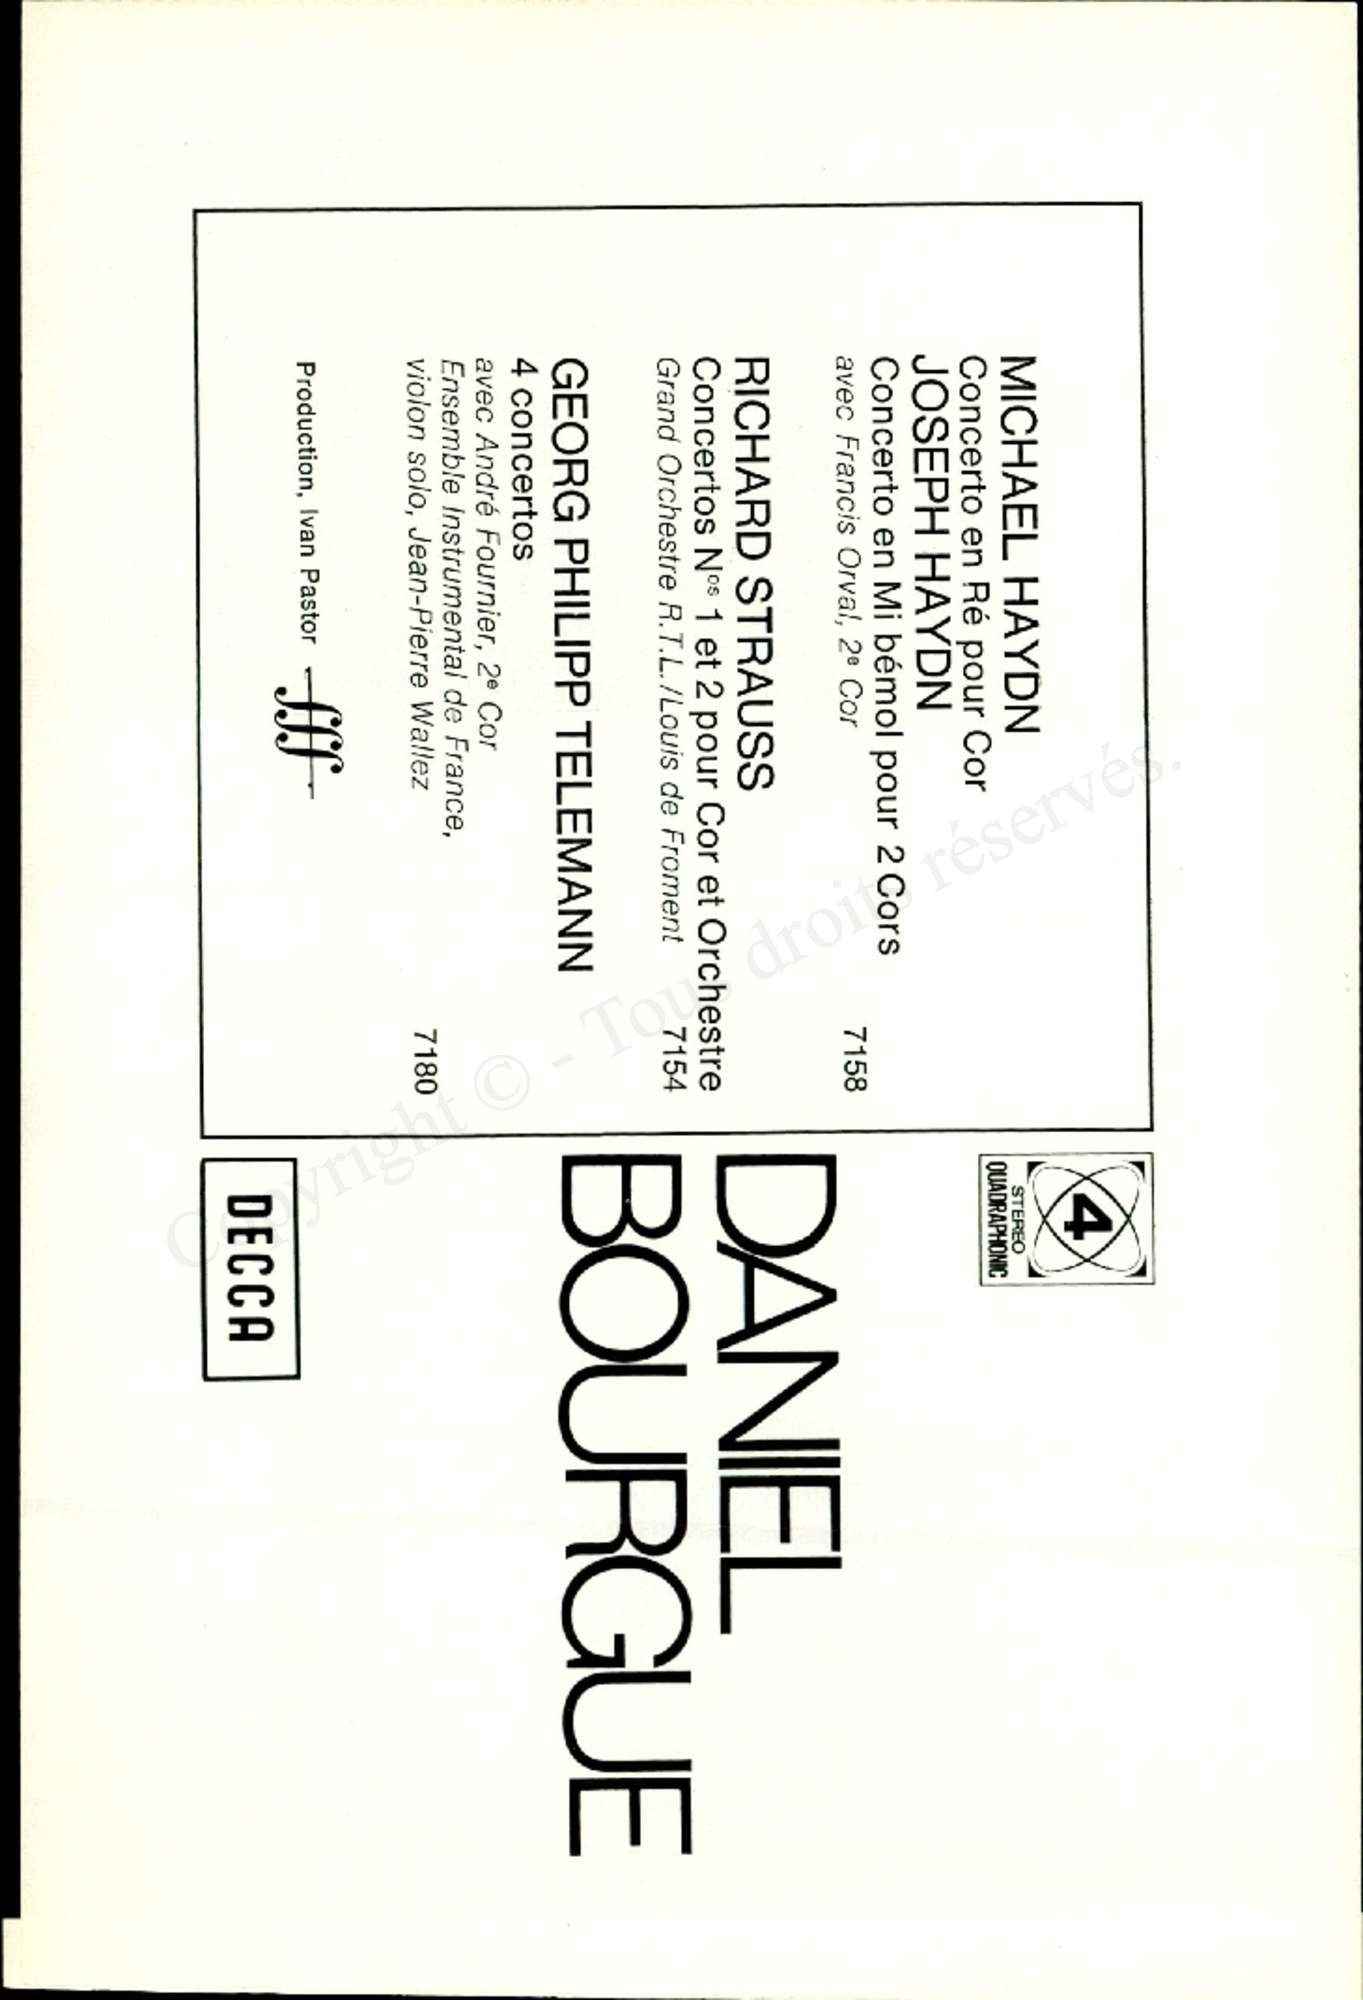 MICHAEL HAYDN
Concerto en Ré pour Cor
JOSEPH HAYDN
Concerto en Mi bémol pour 2 Cors
avec Francis Orval, 2e Cor
7158
RICHARD STRAUSS
Concertos Nos 1 et 2 pour Cor et Orchestre
Grand Orchestre R.T.L./Louis de Froment
7154
GEORG PHILIPP TELEMANN
4 concertos
avec André Fournier, 2e Cor
Ensemble Instrumental de France,
violon solo, Jean-Pierre Wallez
7180
Production, Ivan Pastor fff
4
STEREO
QUADRAPHONIC
DANIEL
BOURGUE
DECCA
Copyright © - Tous droits réservés.